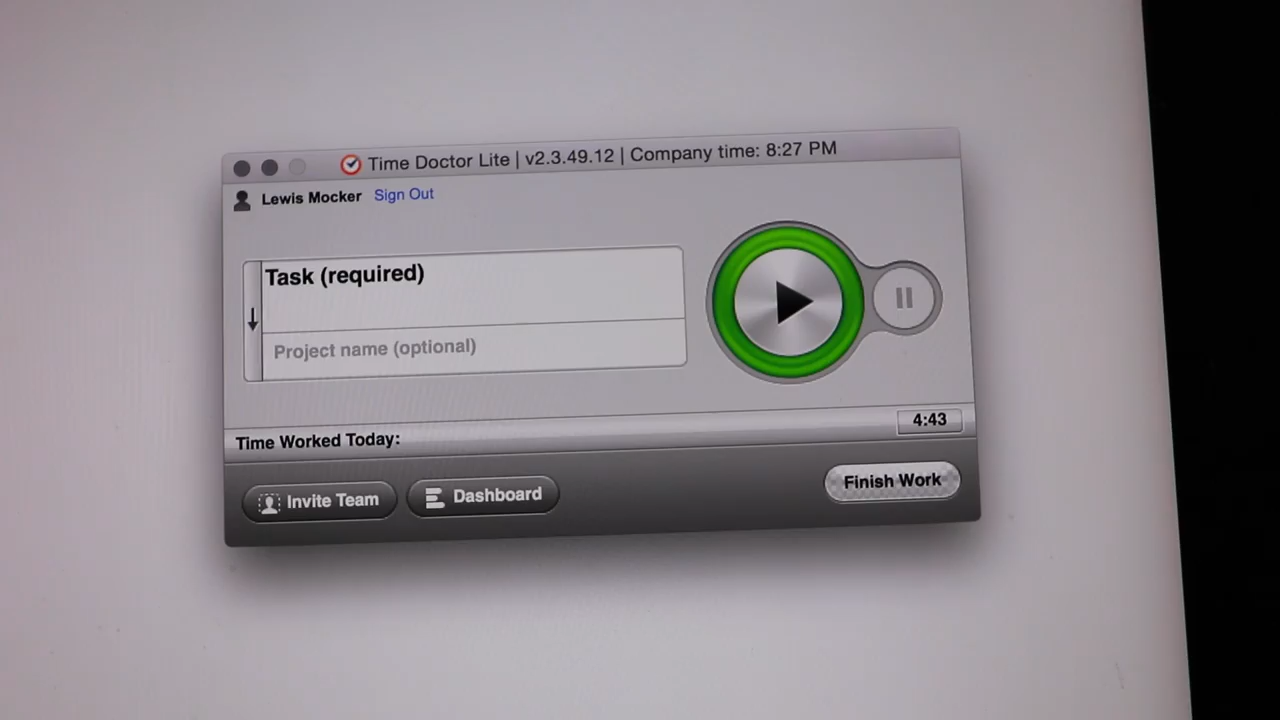 Time Doctor Lite | v2.3.49.12 | Company time: 8:27 PM
Lewis Mocker Sign Out
Task (required)
Project name (optional)
Time Worked Today: 4:43
Invite Team Dashboard Finish Work